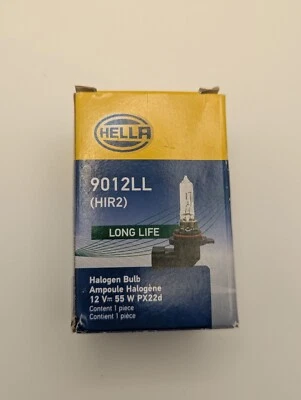 HELLA
9012LL
(HIR2)
LONG LIFE
Halogen Bulb
Ampoule Halogène
12 V= 55 W PX22d
Content 1 piece
Contient 1 pièce